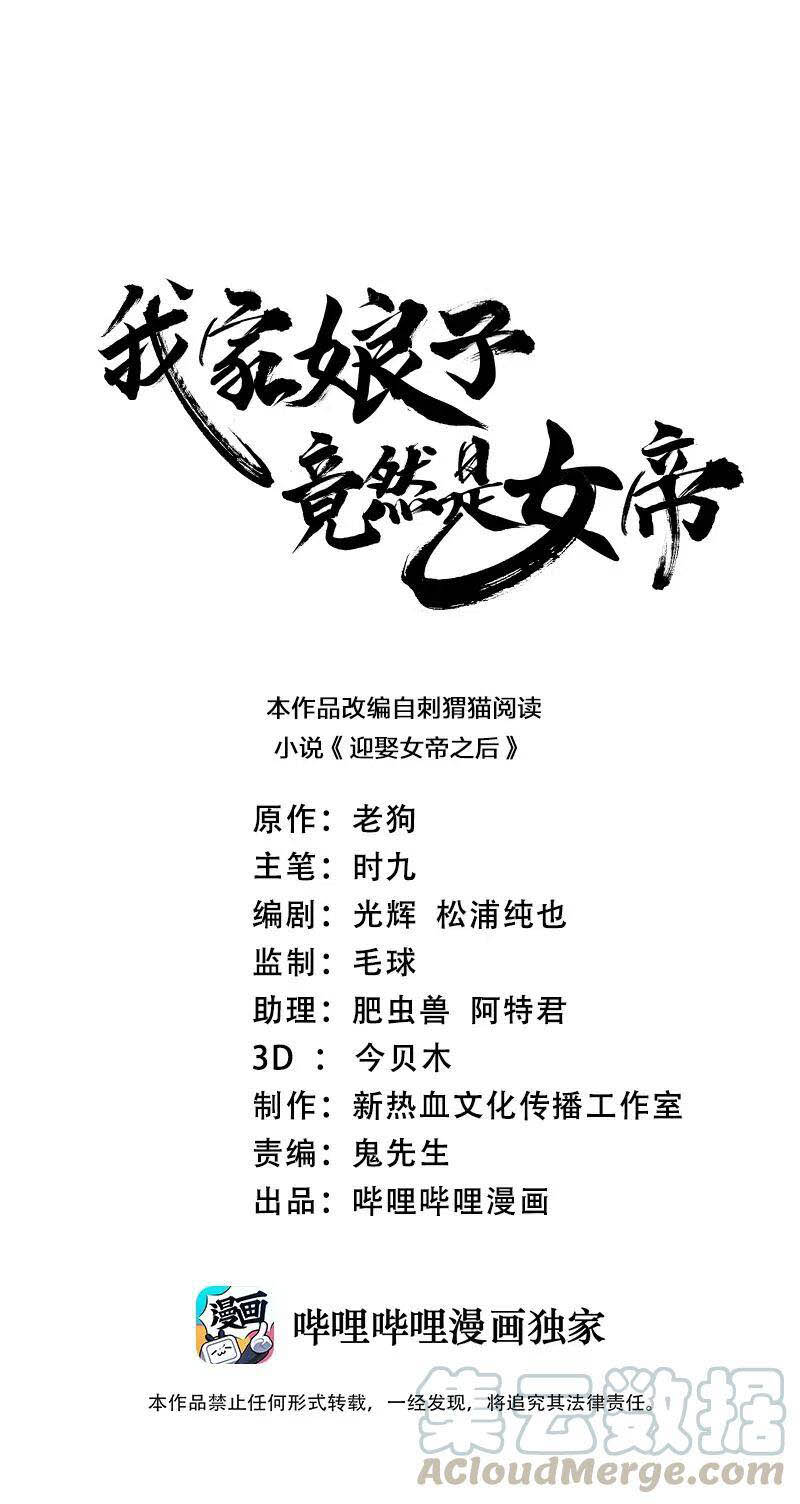 我家娘子
竟然是女帝
本作品改编自刺猬猫阅读
小说《迎娶女帝之后》
原作：老狗
主笔：时九
编剧：光辉 松浦纯也
监制：毛球
助理：肥虫兽 阿特君
3D ：今贝木
制作：新热血文化传播工作室
责编：鬼先生
出品：哔哩哔哩漫画
漫画
哔哩哔哩漫画独家
本作品禁止任何形式转载，一经发现，将追究其法律责任。
集云数据
ACloudMerge.com